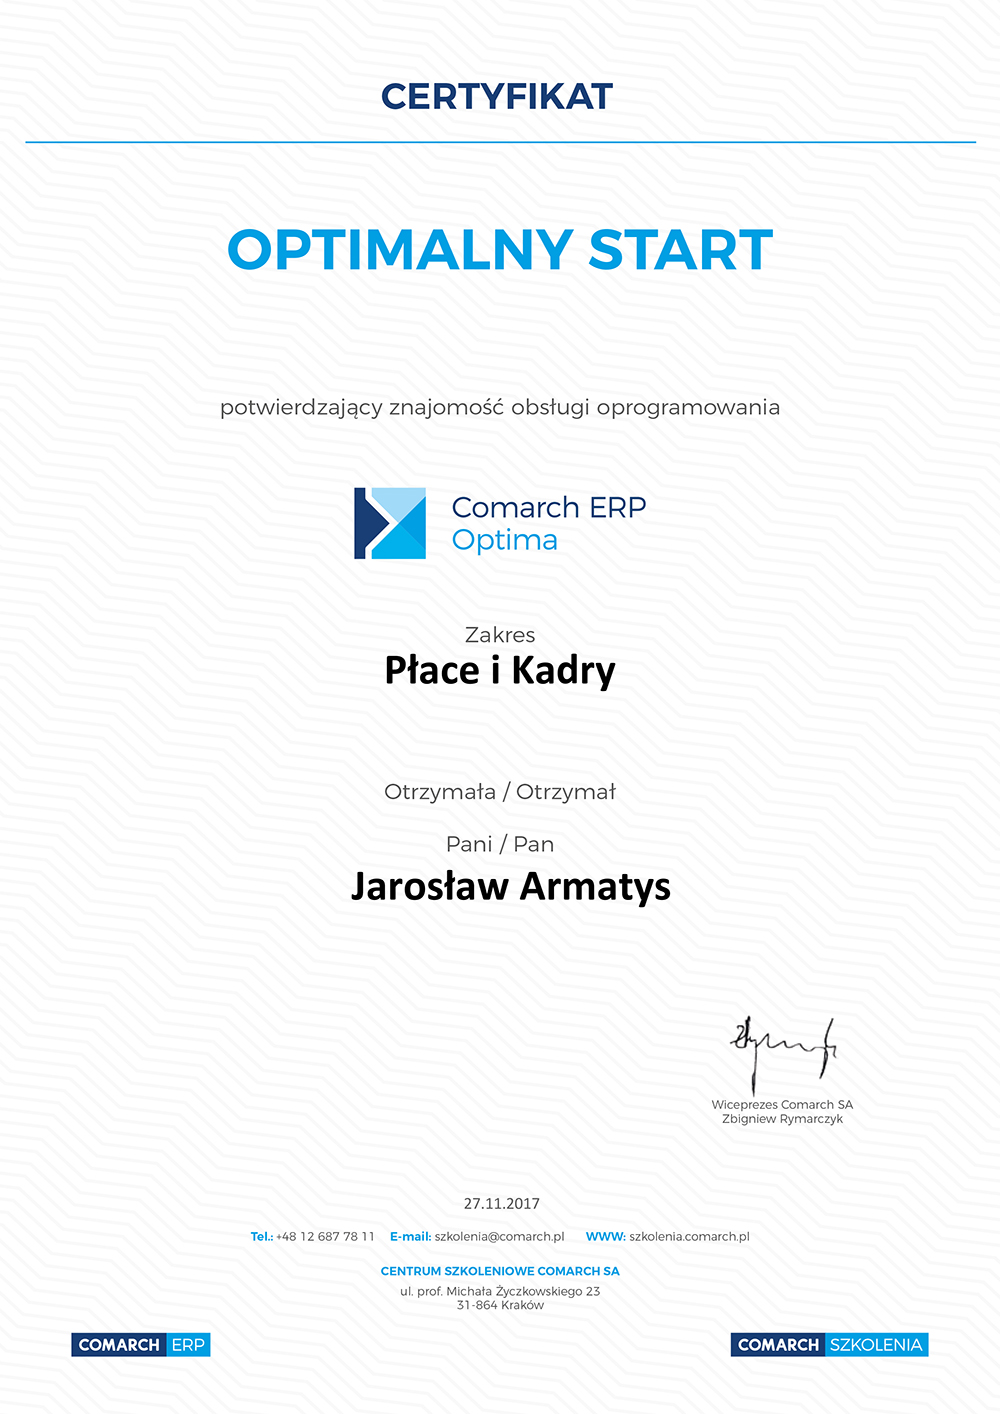 CERTYFIKAT
OPTIMALNY START
potwierdzający znajomość obsługi oprogramowania
Comarch ERP
Optima
Zakres
Płace i Kadry
Otrzymała / Otrzymał
Pani / Pan
Jarosław Armatys
Wiceprezes Comarch SA
Zbigniew Rymarczyk
27.11.2017
Tel.: +48 12 687 78 11 E-mail: szkolenia@comarch.pl WWW: szkolenia.comarch.pl
CENTRUM SZKOLENIOWE COMARCH SA
ul. prof. Michała Życzkowskiego 23
31-864 Kraków
COMARCH ERP
COMARCH SZKOLENIA